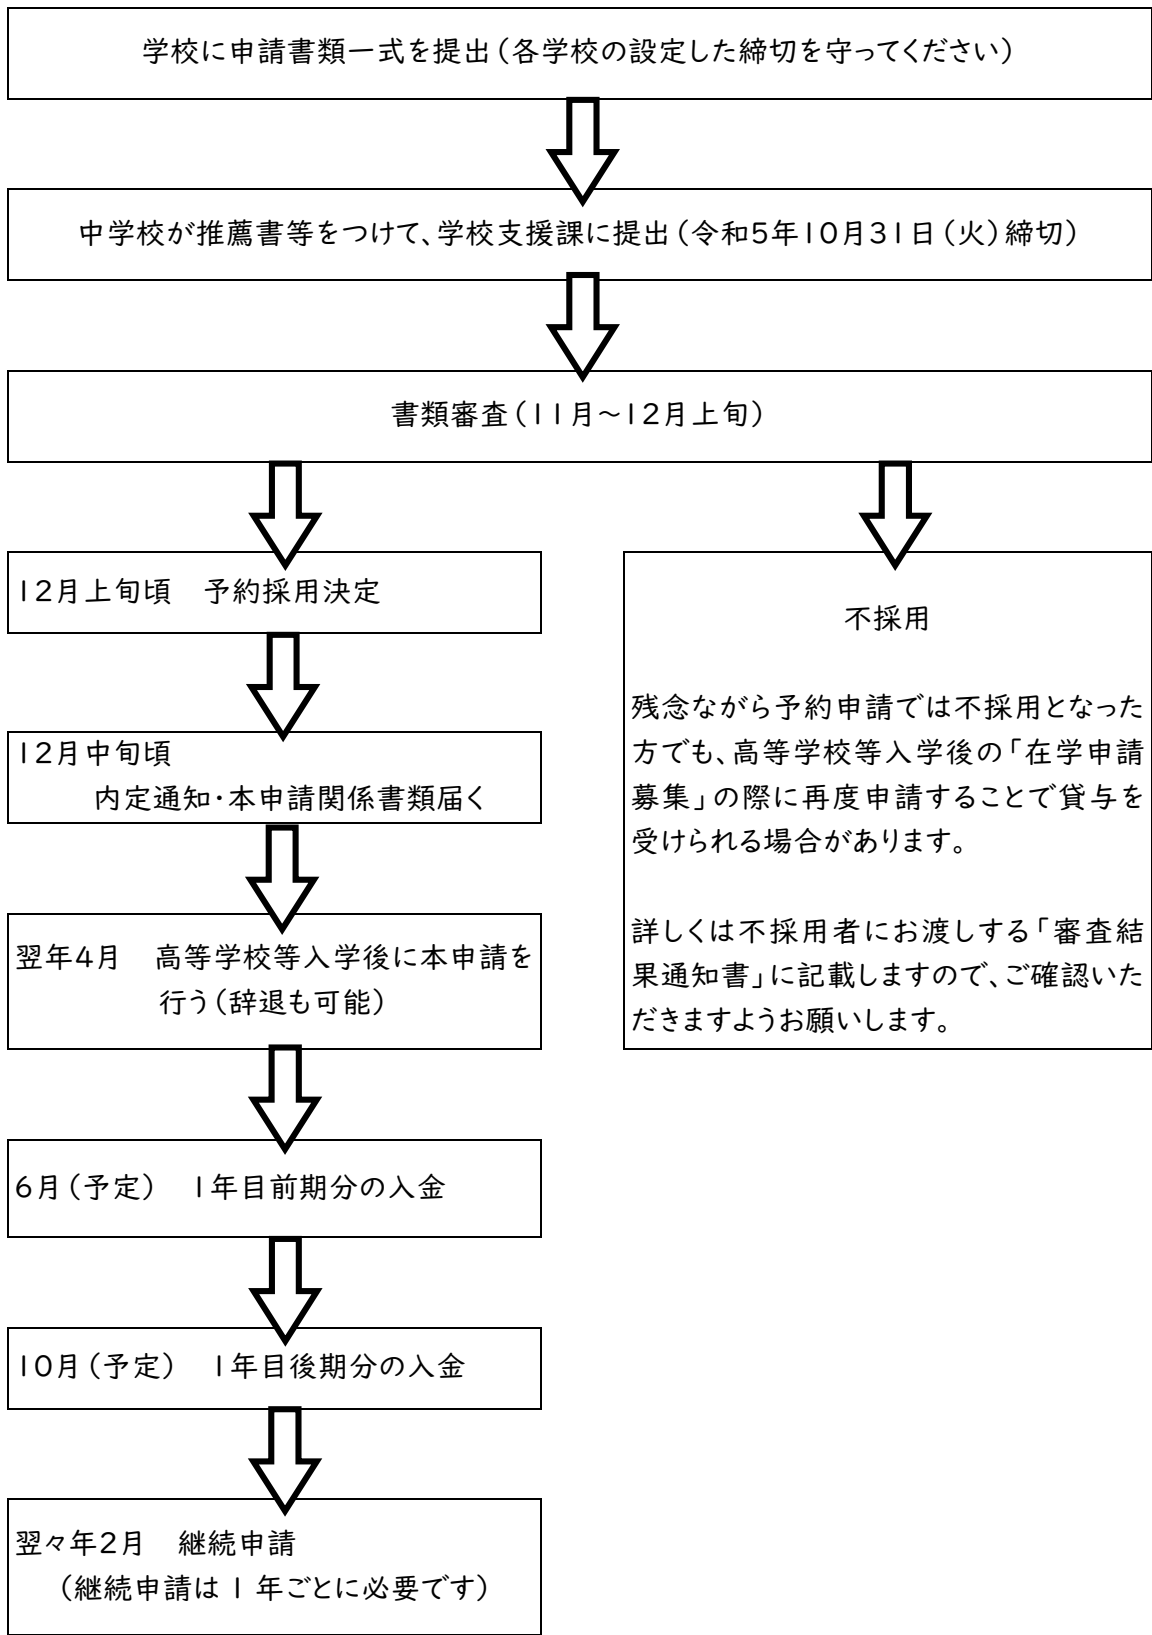 学校に申請書類一式を提出（各学校の設定した締切を守ってください）
中学校が推薦書等をつけて、学校支援課に提出（令和5年10月31日（火）締切）
書類審査（11月～12月上旬）
12月上旬頃　予約採用決定
12月中旬頃
内定通知・本申請関係書類届く
翌年4月　高等学校等入学後に本申請を
行う（辞退も可能）
6月（予定）　1年目前期分の入金
10月（予定）　1年目後期分の入金
翌々年2月　継続申請
（継続申請は1年ごとに必要です）
不採用
残念ながら予約申請では不採用となった
方でも、高等学校等入学後の「在学申請
募集」の際に再度申請することで貸与を
受けられる場合があります。
詳しくは不採用者にお渡しする「審査結
果通知書」に記載しますので、ご確認いた
だきますようお願いします。